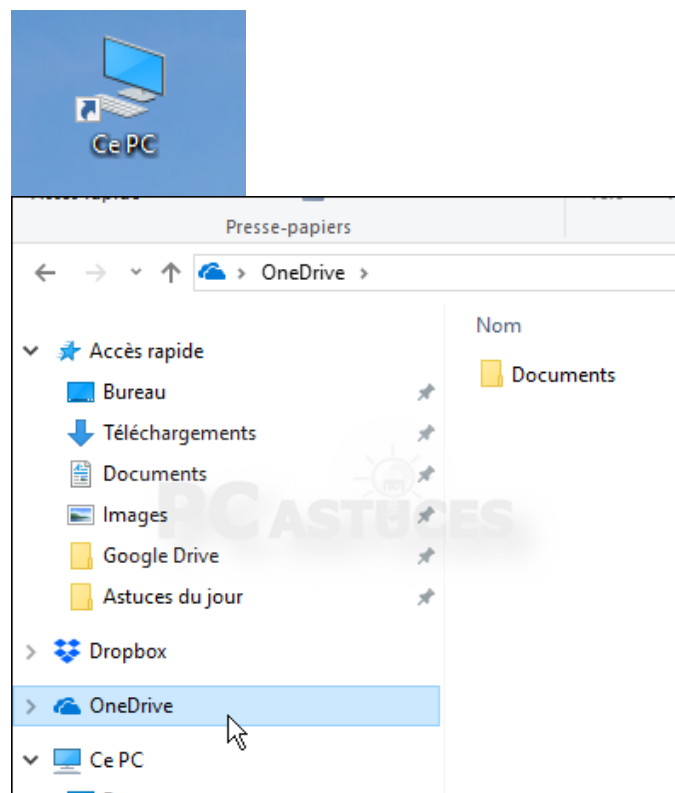 Ce PC
Presse-papiers
OneDrive
Nom
Accès rapide
Documents
Bureau
Téléchargements
Documents
Images
PC ASTUCES
Google Drive
Astuces du jour
Dropbox
OneDrive
Ce PC